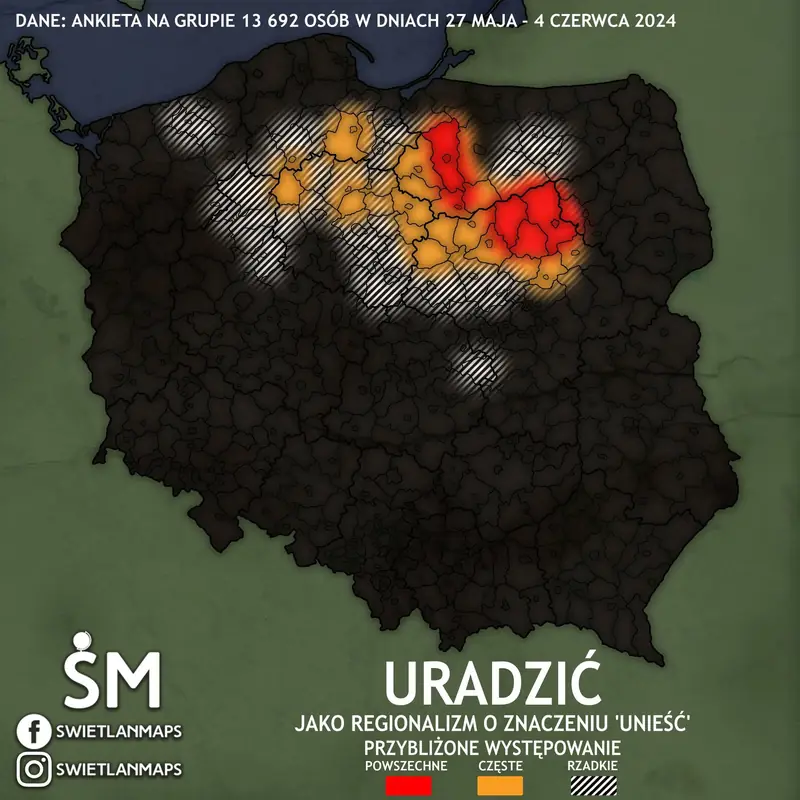 DANE: ANKIETA NA GRUPIE 13 692 OSÓB W DNIACH 27 MAJA - 4 CZERWCA 2024
ŚM
SWIETLANMAPS
SWIETLANMAPS
URADZIĆ
JAKO REGIONALIZM O ZNACZENIU 'UNIEŚĆ'
PRZYBLIŻONE WYSTĘPOWANIE
POWSZECHNE CZĘSTE RZADKIE